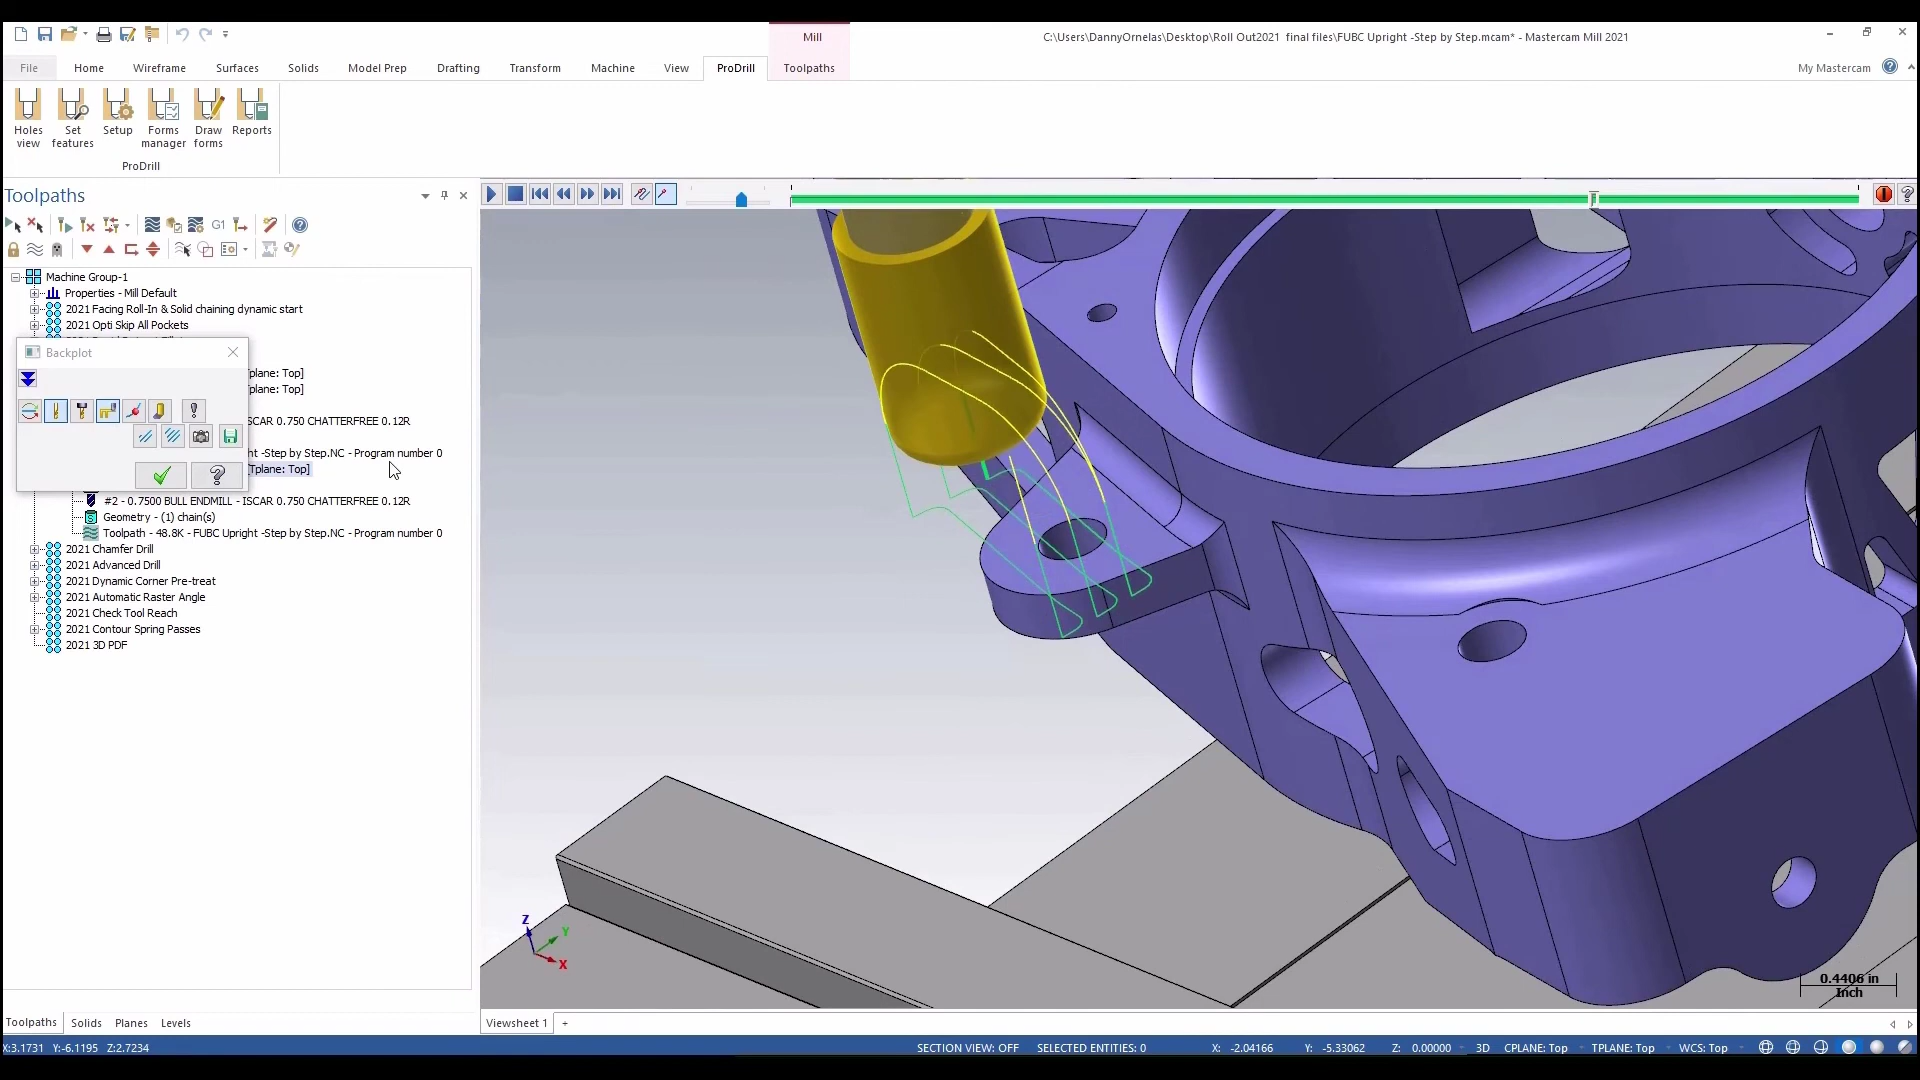 Mill
C:\Users\DannyOrnelas\Desktop\Roll Out2021 final files\FUBC Upright -Step by Step.mcam* - Mastercam Mill 2021
File Home Wireframe Surfaces Solids Model Prep Drafting Transform Machine View ProDrill Toolpaths My Mastercam
Holes view
Set features
Setup
Forms manager
Draw forms
Reports
ProDrill
Toolpaths
G1
Machine Group-1
Properties - Mill Default
2021 Facing Roll-In & Solid chaining dynamic start
2021 Opti Skip All Pockets
Backplot
plane: Top]
plane: Top]
SCAR 0.750 CHATTERFREE 0.12R
ht -Step by Step.NC - Program number 0
[Tplane: Top]
#2 - 0.7500 BULL ENDMILL - ISCAR 0.750 CHATTERFREE 0.12R
Geometry - (1) chain(s)
Toolpath - 48.8K - FUBC Upright -Step by Step.NC - Program number 0
2021 Chamfer Drill
2021 Advanced Drill
2021 Dynamic Corner Pre-treat
2021 Automatic Raster Angle
2021 Check Tool Reach
2021 Contour Spring Passes
2021 3D PDF
Z
Y
X
0.4406 in
Inch
Toolpaths Solids Planes Levels
Viewsheet 1 +
X:3.1731 Y:-6.1195 Z:2.7234
SECTION VIEW: OFF SELECTED ENTITIES: 0 X: -2.04166 Y: -5.33062 Z: 0.00000 3D CPLANE: Top TPLANE: Top WCS: Top